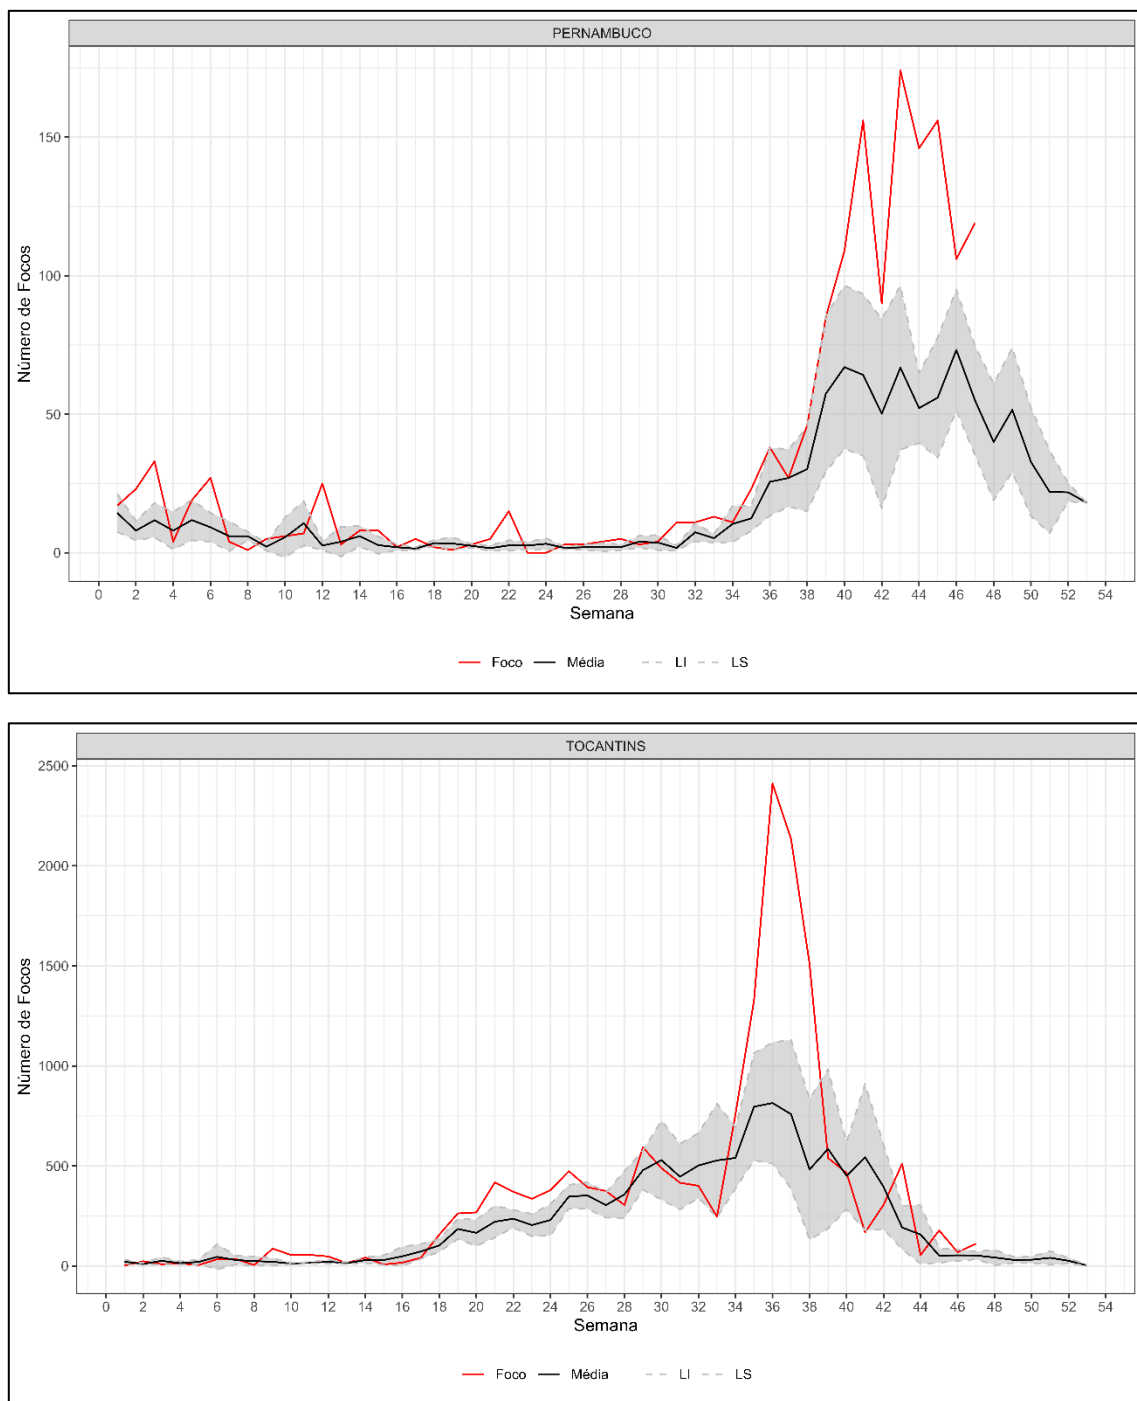 PERNAMBUCO
Número de Focos
150
100
50
0
0 2 4 6 8 10 12 14 16 18 20 22 24 26 28 30 32 34 36 38 40 42 44 46 48 50 52 54
Semana
Foco Média LI LS
TOCANTINS
Número de Focos
2500
2000
1500
1000
500
0
0 2 4 6 8 10 12 14 16 18 20 22 24 26 28 30 32 34 36 38 40 42 44 46 48 50 52 54
Semana
Foco Média LI LS